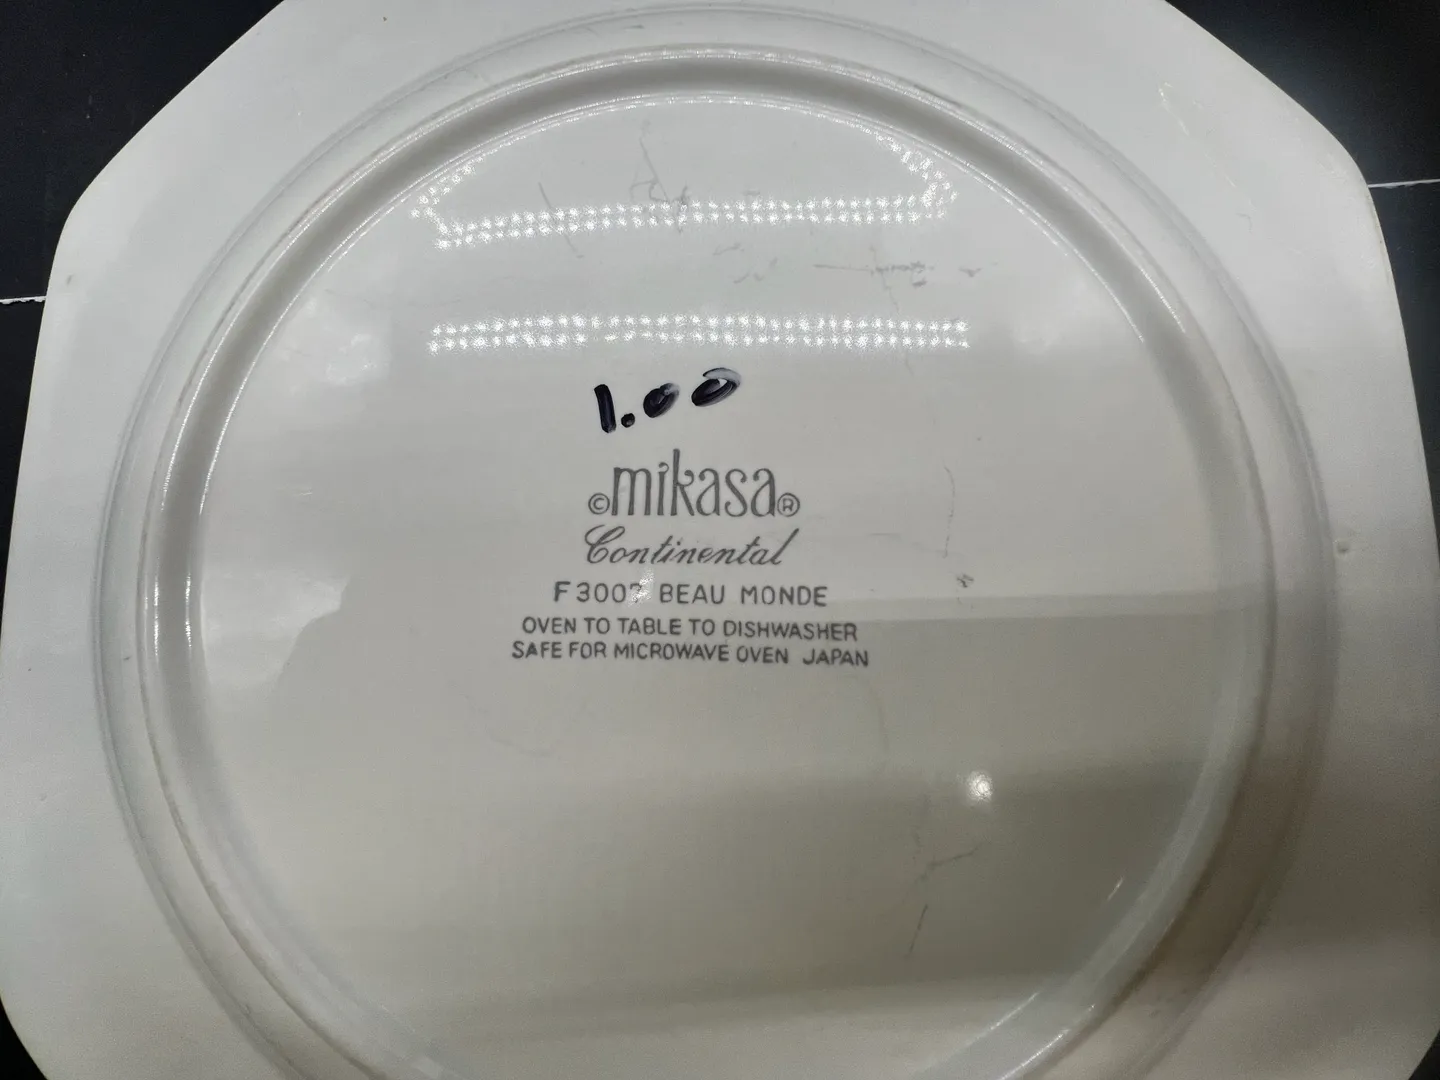 1.00
©mikasa®
Continental
F3007 BEAU MONDE
OVEN TO TABLE TO DISHWASHER
SAFE FOR MICROWAVE OVEN JAPAN